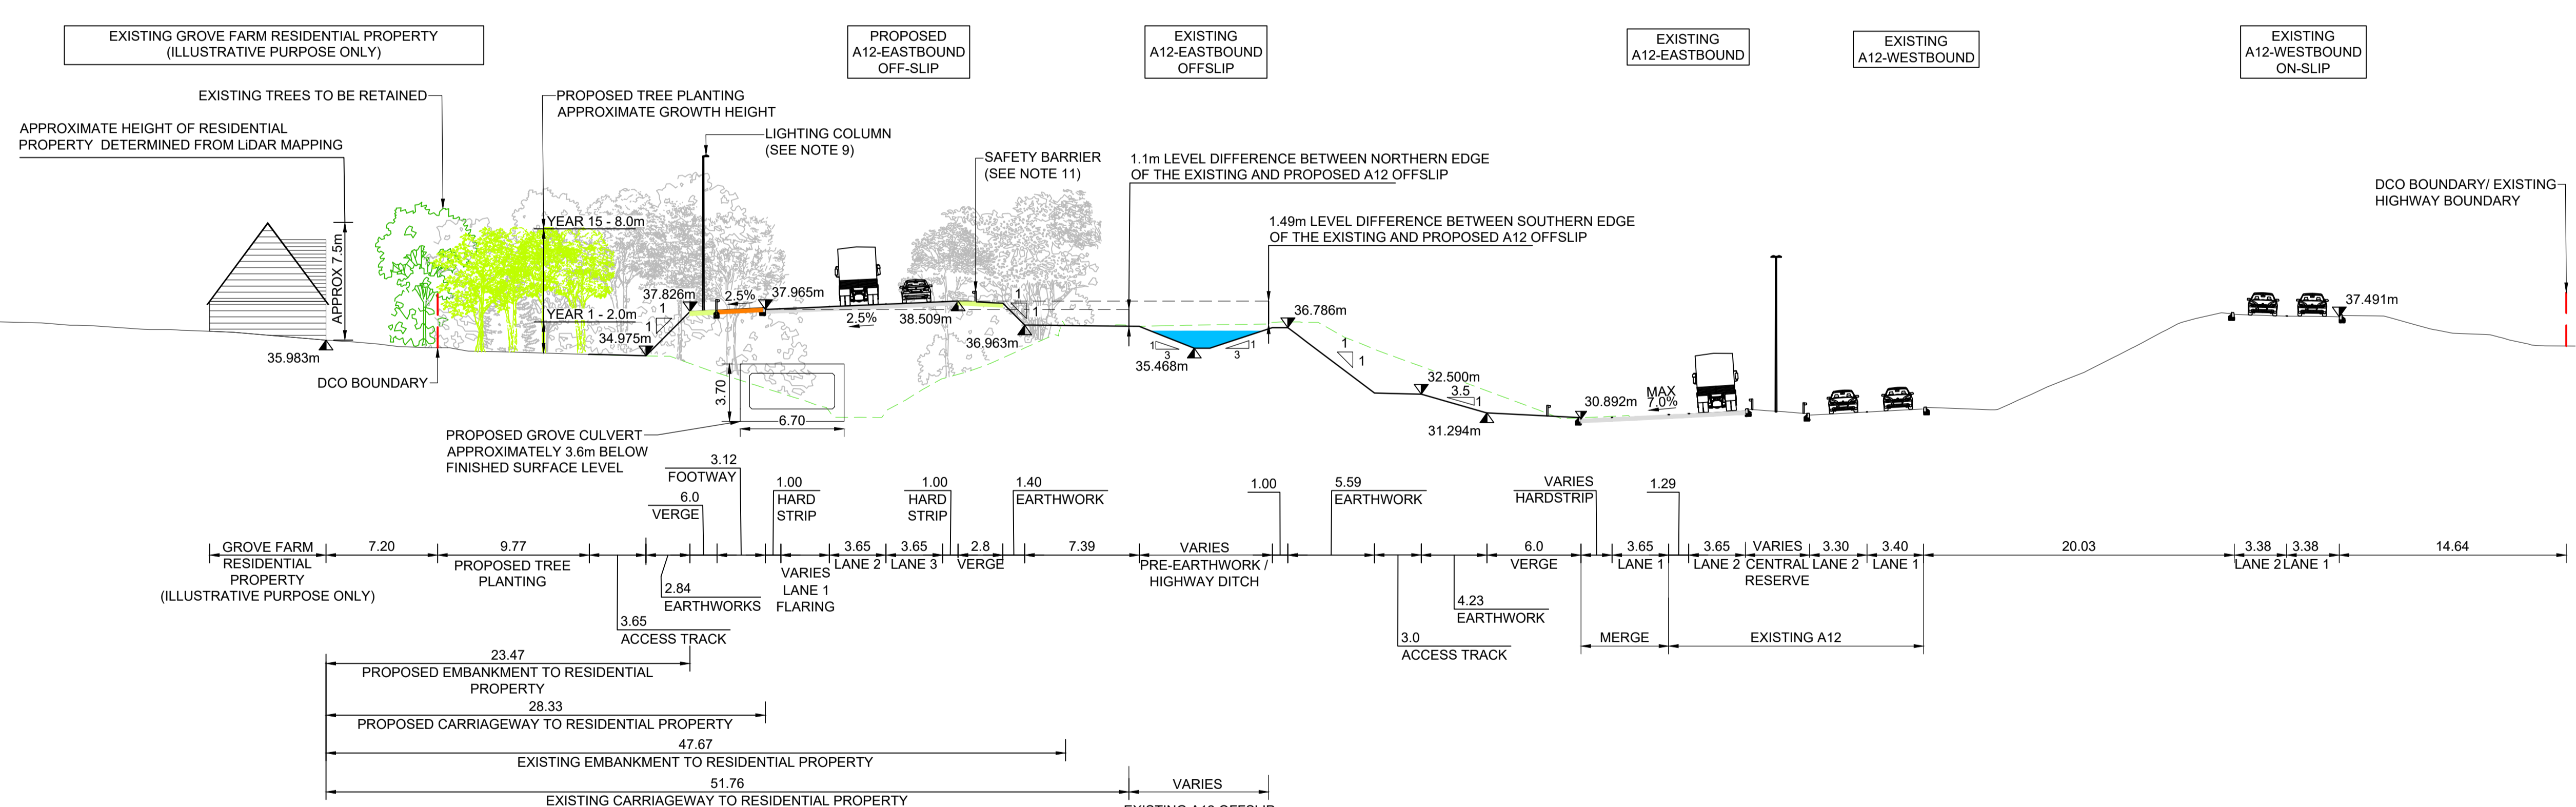 EXISTING GROVE FARM RESIDENTIAL PROPERTY
(ILLUSTRATIVE PURPOSE ONLY)
PROPOSED
A12-EASTBOUND
OFF-SLIP
EXISTING
A12-EASTBOUND
OFFSLIP
EXISTING
A12-EASTBOUND
EXISTING
A12-WESTBOUND
EXISTING
A12-WESTBOUND
ON-SLIP
EXISTING TREES TO BE RETAINED
PROPOSED TREE PLANTING
APPROXIMATE GROWTH HEIGHT
APPROXIMATE HEIGHT OF RESIDENTIAL
PROPERTY DETERMINED FROM LiDAR MAPPING
LIGHTING COLUMN
(SEE NOTE 9)
SAFETY BARRIER
(SEE NOTE 11)
1.1m LEVEL DIFFERENCE BETWEEN NORTHERN EDGE
OF THE EXISTING AND PROPOSED A12 OFFSLIP
1.49m LEVEL DIFFERENCE BETWEEN SOUTHERN EDGE
OF THE EXISTING AND PROPOSED A12 OFFSLIP
DCO BOUNDARY/ EXISTING
HIGHWAY BOUNDARY
APPROX 7.5m
YEAR 15 - 8.0m
YEAR 1 - 2.0m
35.983m
DCO BOUNDARY
34.975m
1
1
37.826m
2.5%
37.965m
2.5%
38.509m
1
1
36.963m
1
3
35.468m
1
3
36.786m
1
1
32.500m
3.5
1
31.294m
30.892m
MAX
7.0%
37.491m
3.70
6.70
PROPOSED GROVE CULVERT
APPROXIMATELY 3.6m BELOW
FINISHED SURFACE LEVEL
3.12
FOOTWAY
6.0
VERGE
1.00
HARD
STRIP
1.00
HARD
STRIP
1.40
EARTHWORK
1.00
5.59
EARTHWORK
VARIES
HARDSTRIP
1.29
GROVE FARM
RESIDENTIAL
PROPERTY
(ILLUSTRATIVE PURPOSE ONLY)
7.20
9.77
PROPOSED TREE
PLANTING
3.65
ACCESS TRACK
2.84
EARTHWORKS
VARIES
LANE 1
FLARING
3.65
LANE 2
3.65
LANE 3
2.8
VERGE
7.39
VARIES
PRE-EARTHWORK /
HIGHWAY DITCH
3.0
ACCESS TRACK
4.23
EARTHWORK
6.0
VERGE
3.65
LANE 1
3.65
LANE 2
VARIES
CENTRAL
RESERVE
3.30
LANE 2
3.40
LANE 1
20.03
3.38
LANE 2
3.38
LANE 1
14.64
MERGE
EXISTING A12
23.47
PROPOSED EMBANKMENT TO RESIDENTIAL
PROPERTY
28.33
PROPOSED CARRIAGEWAY TO RESIDENTIAL PROPERTY
47.67
EXISTING EMBANKMENT TO RESIDENTIAL PROPERTY
51.76
EXISTING CARRIAGEWAY TO RESIDENTIAL PROPERTY
VARIES
EXISTING A12 OFFSLIP